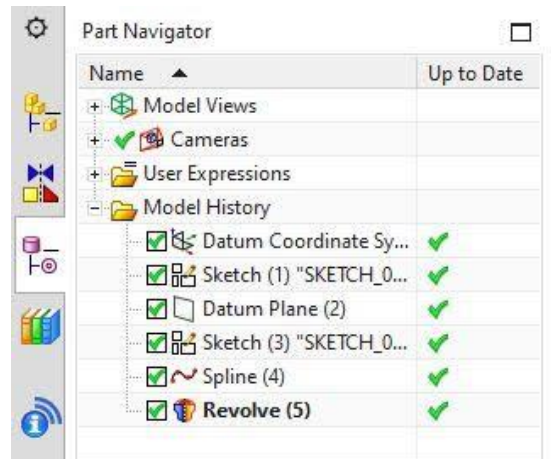 Part Navigator
Name Up to Date
Model Views
Cameras
User Expressions
Model History
Datum Coordinate Sy...
Sketch (1) "SKETCH_0...
Datum Plane (2)
Sketch (3) "SKETCH_0...
Spline (4)
Revolve (5)